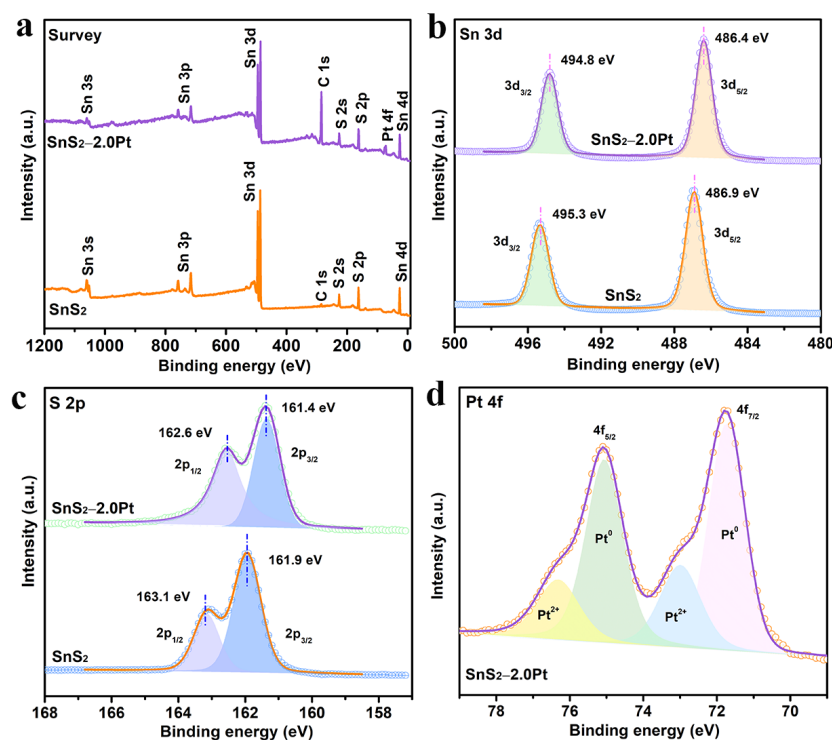 a
Survey
Sn 3s
Sn 3p
Sn 3d
C 1s
S 2s
S 2p
Pt 4f
Sn 4d
SnS₂–2.0Pt
Sn 3s
Sn 3p
Sn 3d
C 1s
S 2s
S 2p
Sn 4d
SnS₂
Intensity (a.u.)
1200 1000 800 600 400 200 0
Binding energy (eV)
b
Sn 3d
494.8 eV
486.4 eV
3d₃/₂
3d₅/₂
SnS₂–2.0Pt
495.3 eV
486.9 eV
3d₃/₂
3d₅/₂
SnS₂
Intensity (a.u.)
500 496 492 488 484 480
Binding energy (eV)
c
S 2p
162.6 eV
161.4 eV
2p₁/₂
2p₃/₂
SnS₂–2.0Pt
163.1 eV
161.9 eV
2p₁/₂
2p₃/₂
SnS₂
Intensity (a.u.)
168 166 164 162 160 158
Binding energy (eV)
d
Pt 4f
4f₅/₂
4f₇/₂
Pt⁰
Pt⁰
Pt²⁺
Pt²⁺
SnS₂–2.0Pt
Intensity (a.u.)
78 76 74 72 70
Binding energy (eV)